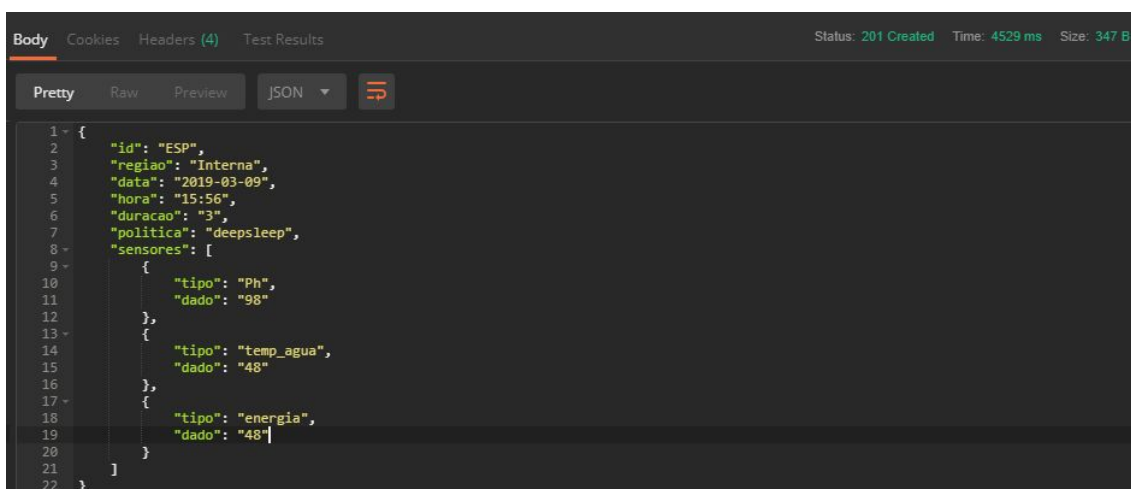 Body Cookies Headers (4) Test Results Status: 201 Created Time: 4529 ms Size: 347 B
Pretty Raw Preview JSON
1 {
2 "id": "ESP",
3 "regiao": "Interna",
4 "data": "2019-03-09",
5 "hora": "15:56",
6 "duracao": "3",
7 "politica": "deepsleep",
8 "sensores": [
9 {
10 "tipo": "Ph",
11 "dado": "98"
12 },
13 {
14 "tipo": "temp_agua",
15 "dado": "48"
16 },
17 {
18 "tipo": "energia",
19 "dado": "48"
20 }
21 ]
22 }